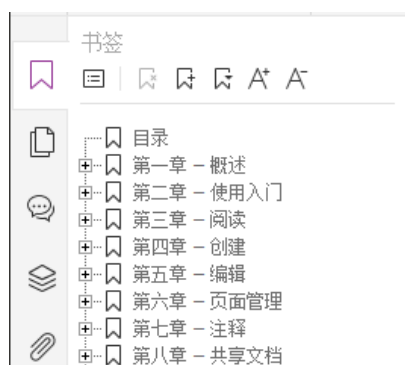 书签
目录
第一章 – 概述
第二章 – 使用入门
第三章 – 阅读
第四章 – 创建
第五章 – 编辑
第六章 – 页面管理
第七章 – 注释
第八章 – 共享文档